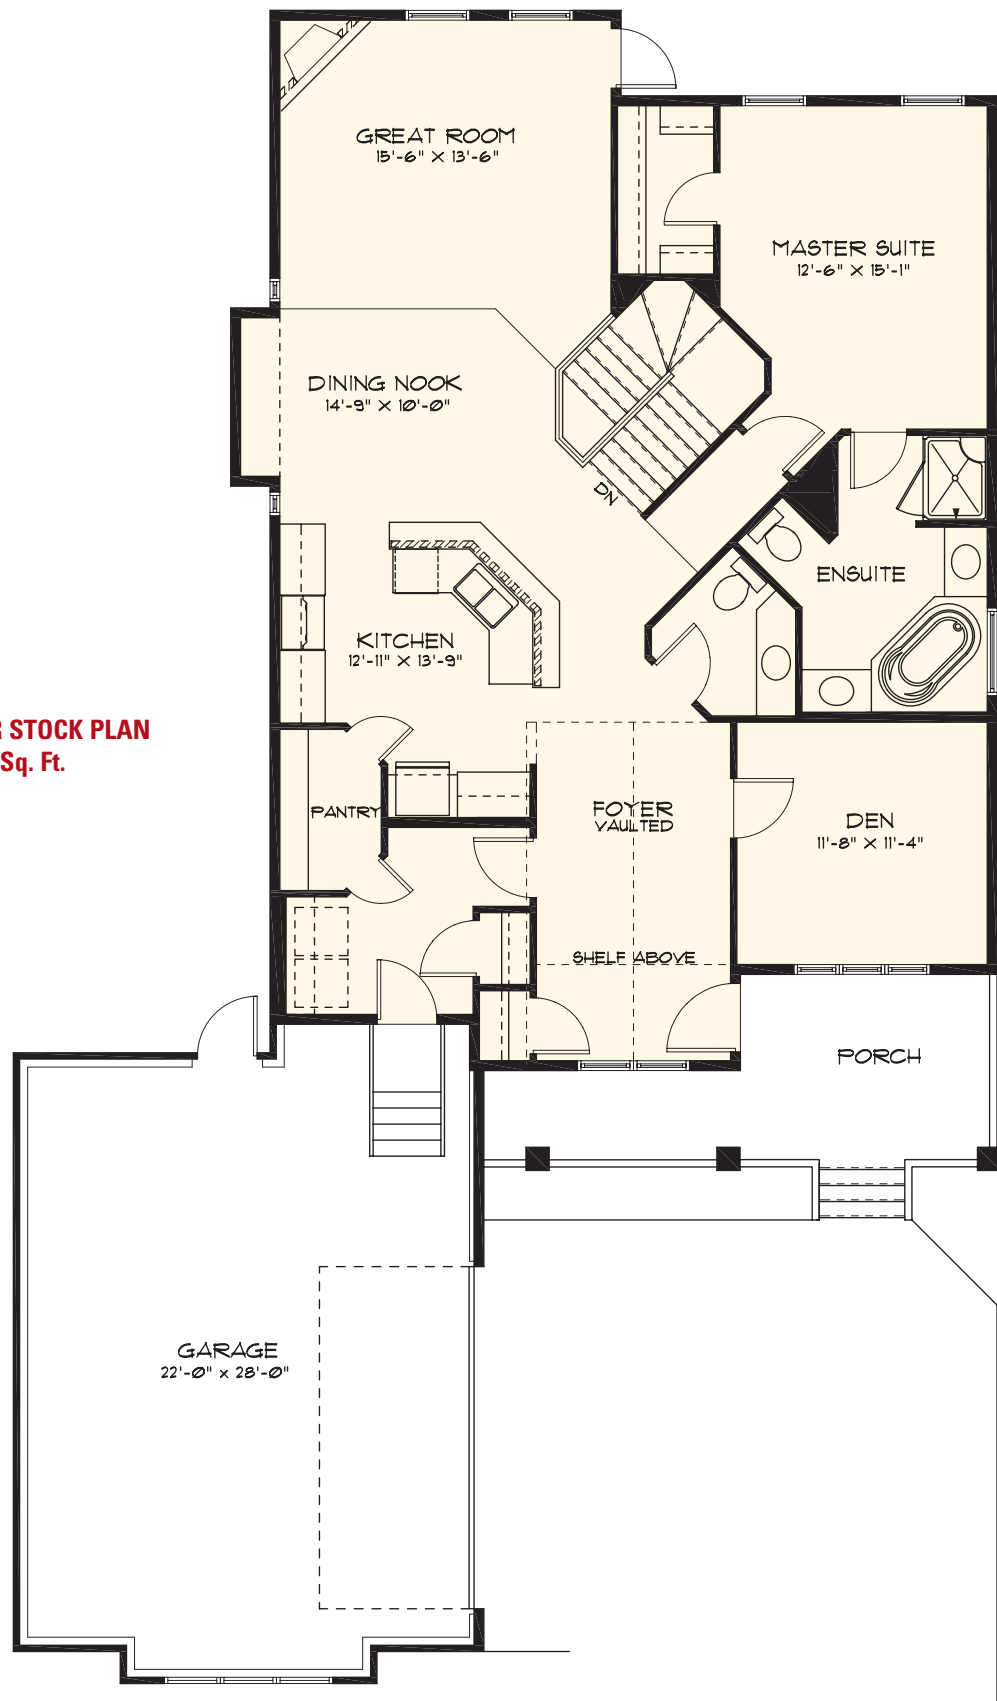 GREAT ROOM
15'-6" X 13'-6"
MASTER SUITE
12'-6" X 15'-1"
DINING NOOK
14'-9" X 10'-0"
DN
ENSUITE
KITCHEN
12'-11" X 13'-9"
STOCK PLAN
Sq. Ft.
PANTRY
FOYER
VAULTED
DEN
11'-8" X 11'-4"
SHELF ABOVE
PORCH
GARAGE
22'-0" x 28'-0"